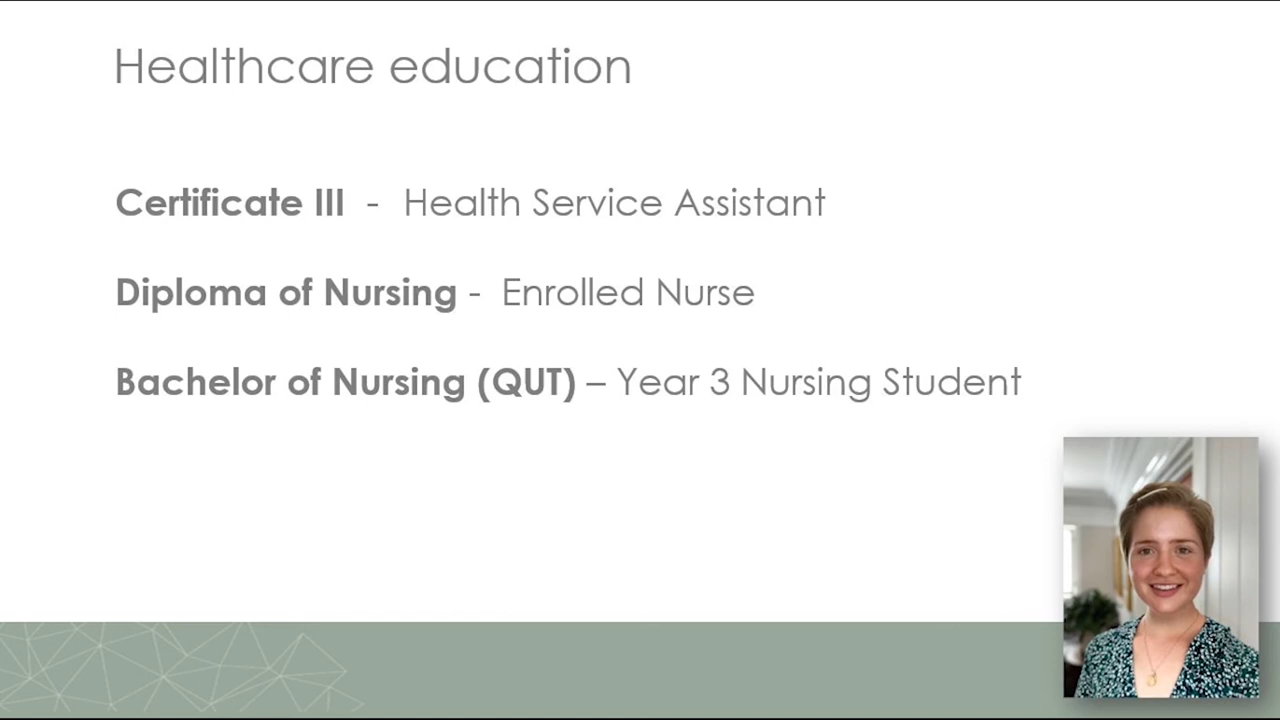 Healthcare education
Certificate III - Health Service Assistant
Diploma of Nursing - Enrolled Nurse
Bachelor of Nursing (QUT) – Year 3 Nursing Student